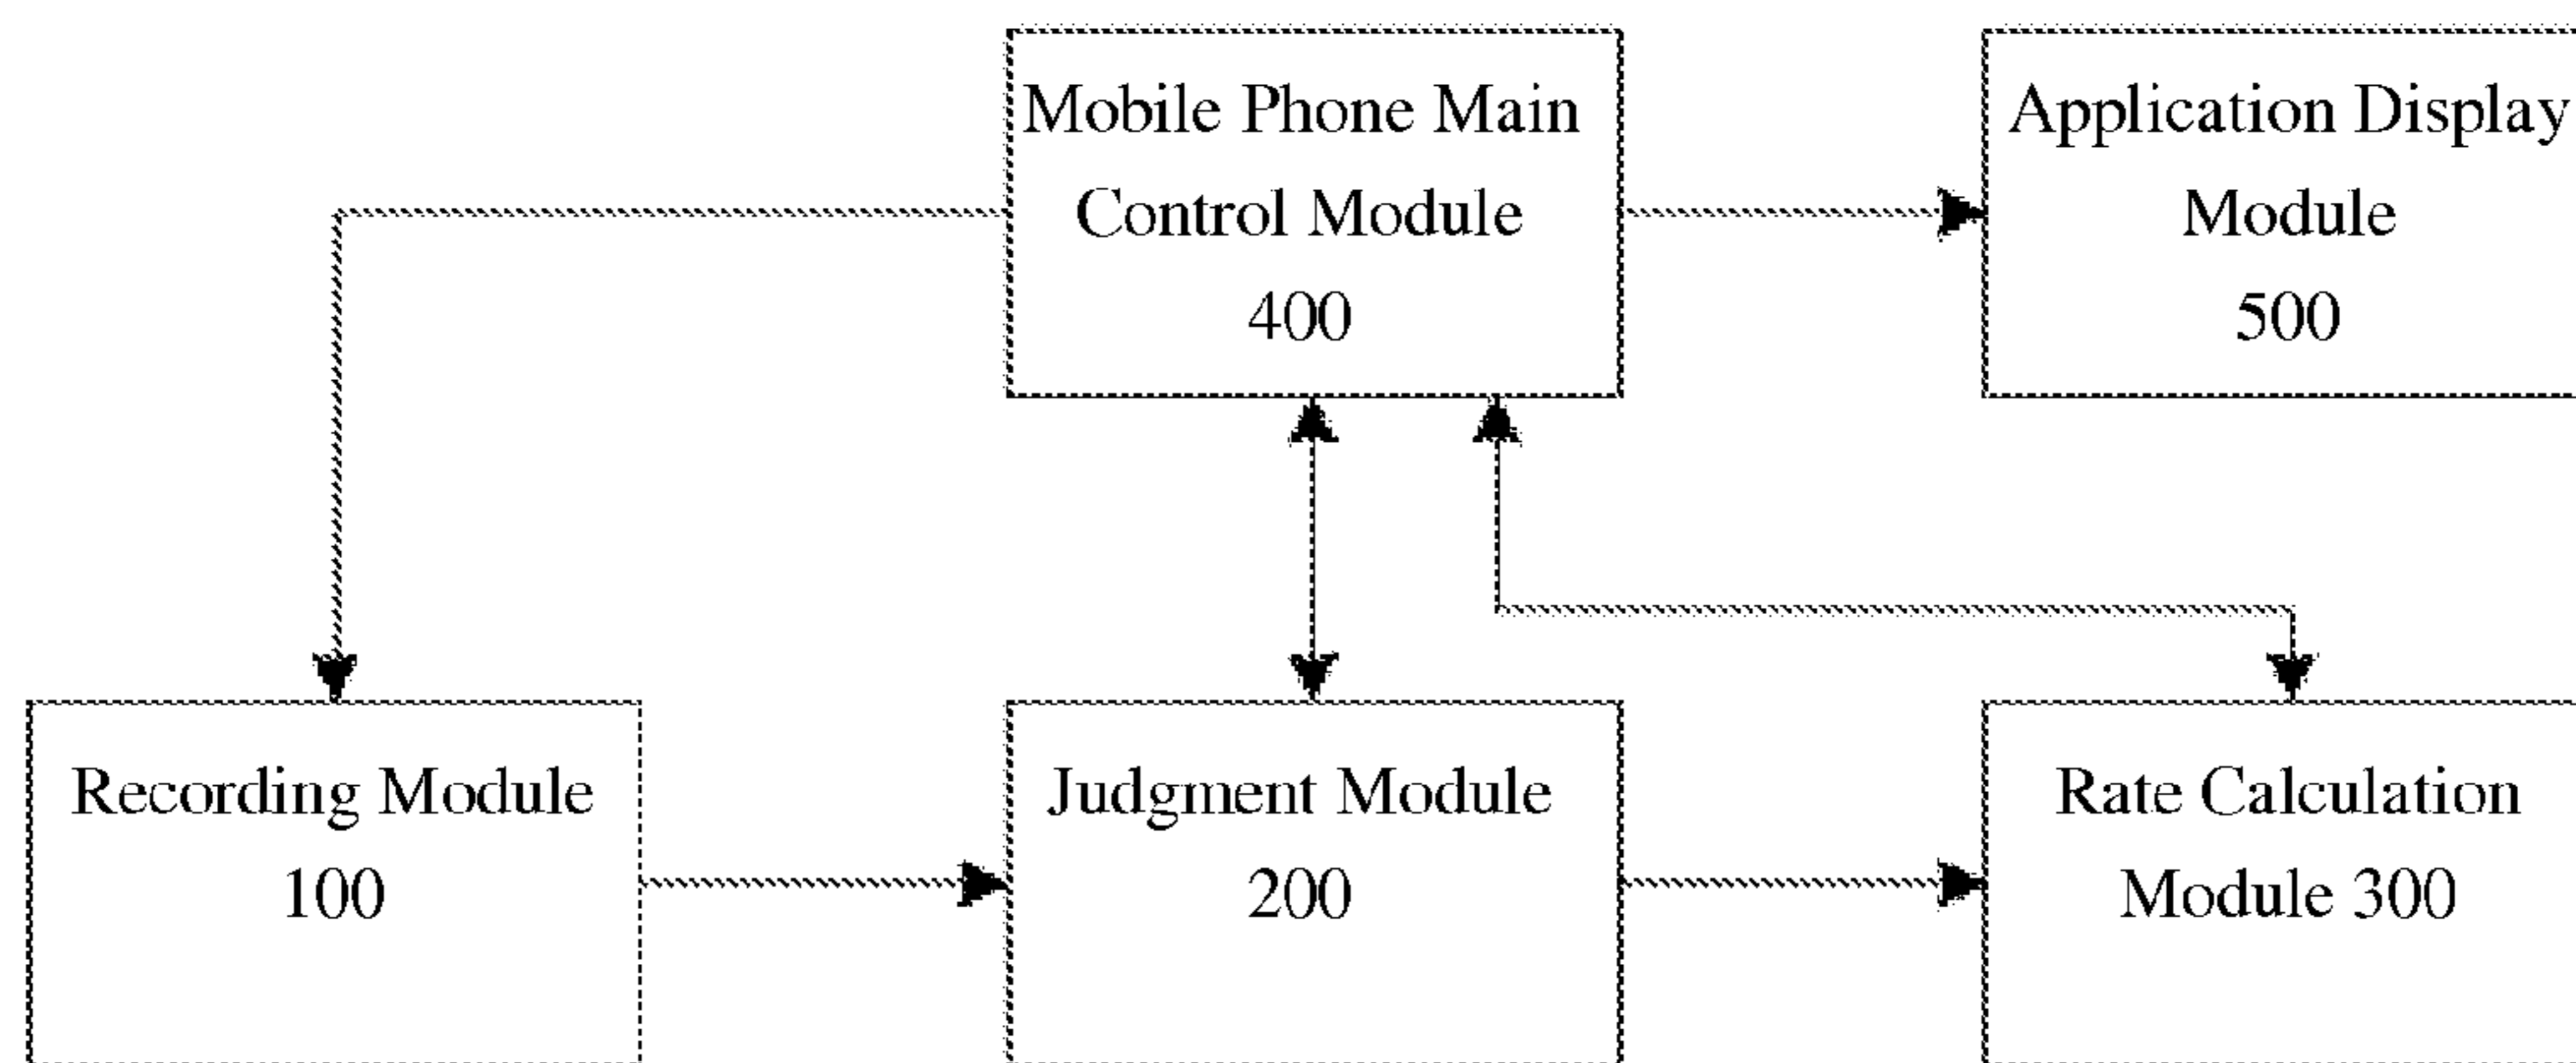 Mobile Phone Main
Control Module
400
Application Display
Module
500
Recording Module
100
Judgment Module
200
Rate Calculation
Module 300